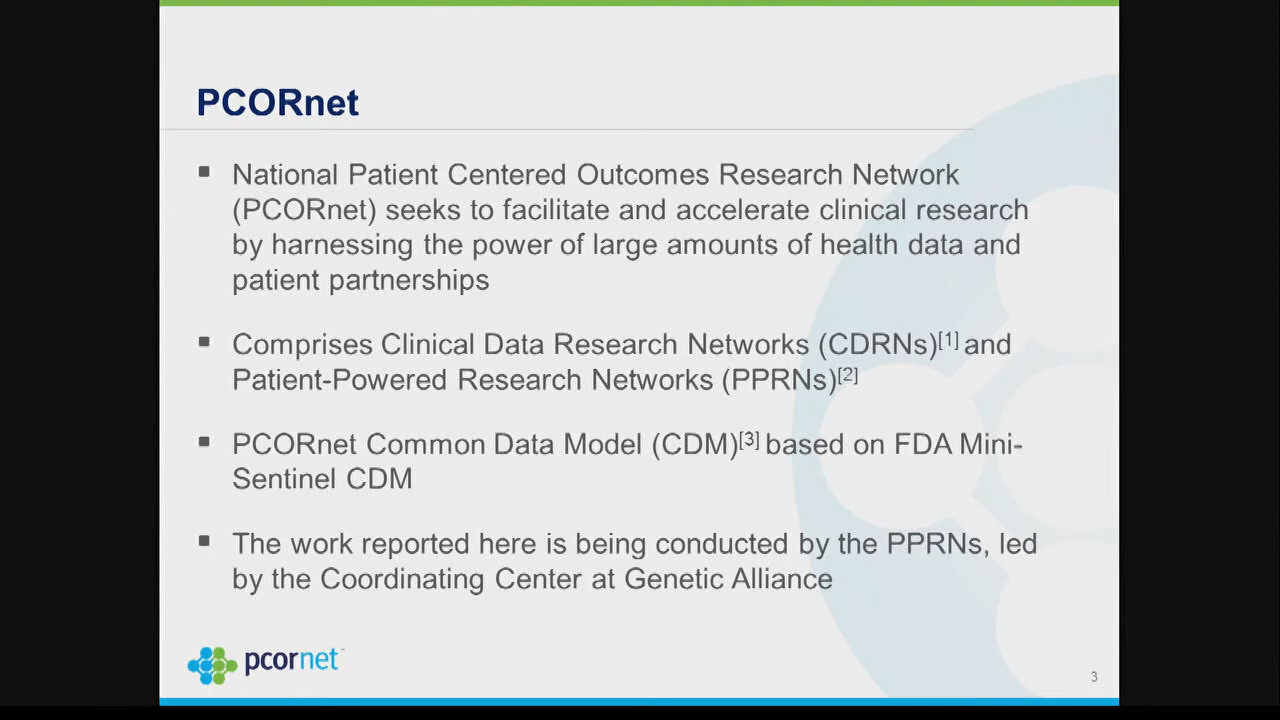 PCORnet
▪ National Patient Centered Outcomes Research Network
(PCORnet) seeks to facilitate and accelerate clinical research
by harnessing the power of large amounts of health data and
patient partnerships
▪ Comprises Clinical Data Research Networks (CDRNs)[1] and
Patient-Powered Research Networks (PPRNs)[2]
▪ PCORnet Common Data Model (CDM)[3] based on FDA Mini-
Sentinel CDM
▪ The work reported here is being conducted by the PPRNs, led
by the Coordinating Center at Genetic Alliance
pcornet
3